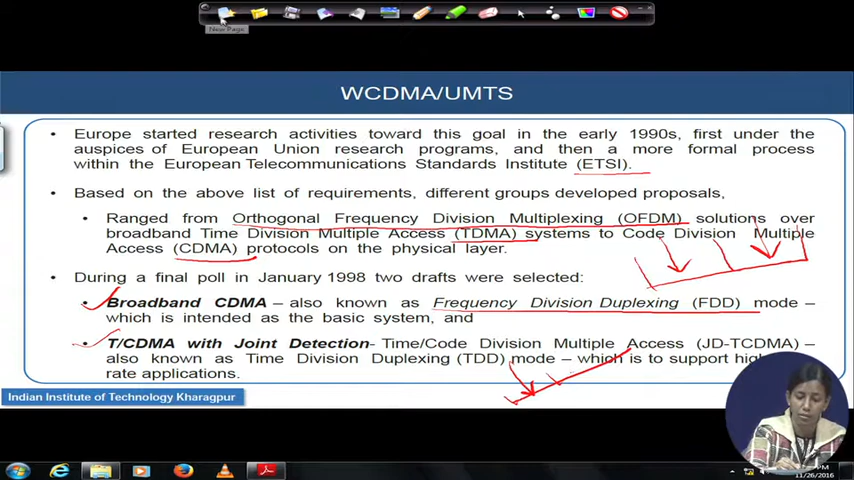 New Page
WCDMA/UMTS
• Europe started research activities toward this goal in the early 1990s, first under the
auspices of European Union research programs, and then a more formal process
within the European Telecommunications Standards Institute (ETSI).
• Based on the above list of requirements, different groups developed proposals,
• Ranged from Orthogonal Frequency Division Multiplexing (OFDM) solutions over
broadband Time Division Multiple Access (TDMA) systems to Code Division Multiple
Access (CDMA) protocols on the physical layer.
• During a final poll in January 1998 two drafts were selected:
• Broadband CDMA – also known as Frequency Division Duplexing (FDD) mode –
which is intended as the basic system, and
• T/CDMA with Joint Detection- Time/Code Division Multiple Access (JD-TCDMA) –
also known as Time Division Duplexing (TDD) mode – which is to support high
rate applications.
Indian Institute of Technology Kharagpur
PM
11/26/2016